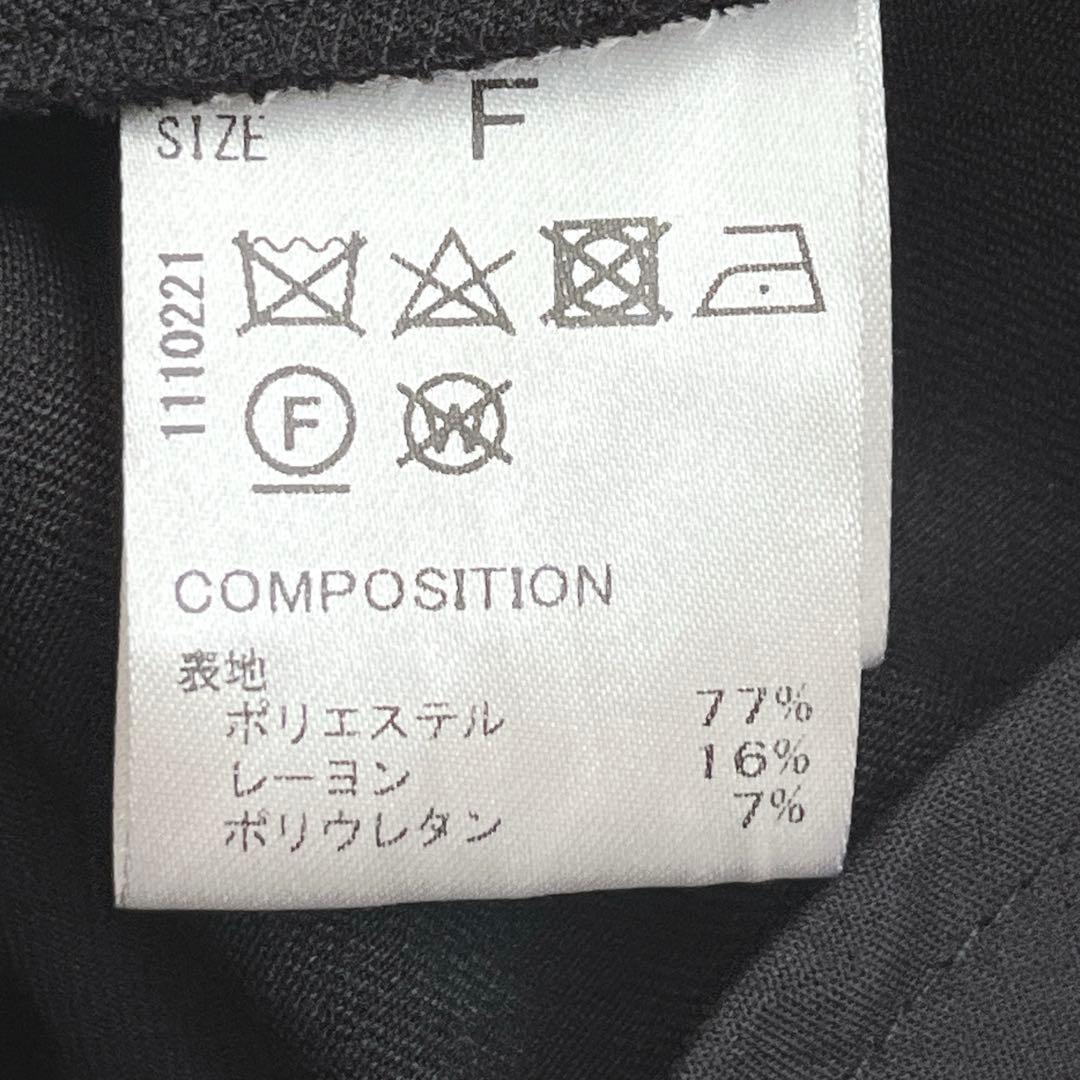 SIZE F
1110221
F
W
COMPOSITION
表地
ポリエステル 77%
レーヨン 16%
ポリウレタン 7%